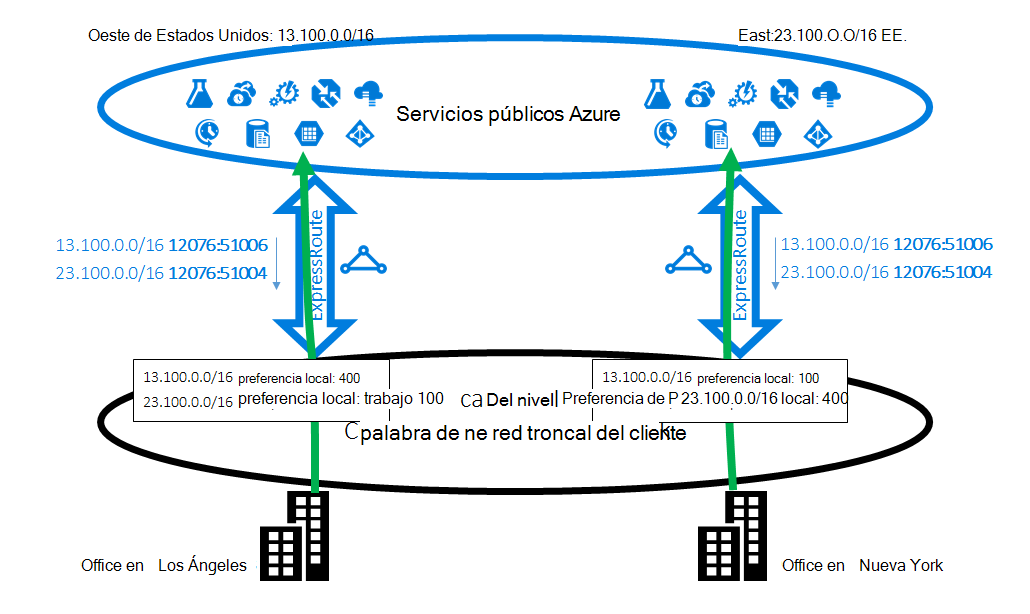 Oeste de Estados Unidos: 13.100.0.0/16
East:23.100.O.O/16 EE.
Servicios públicos Azure
ExpressRoute
ExpressRoute
13.100.0.0/16 12076:51006
23.100.0.0/16 12076:51004
13.100.0.0/16 12076:51006
23.100.0.0/16 12076:51004
13.100.0.0/16 preferencia local: 400
23.100.0.0/16 preferencia local: trabajo 100
13.100.0.0/16 preferencia local: 100
ca Del nivel Preferencia de P 23.100.0.0/16 local: 400
palabra de ne red troncal del cliente
Office en Los Ángeles
Office en Nueva York